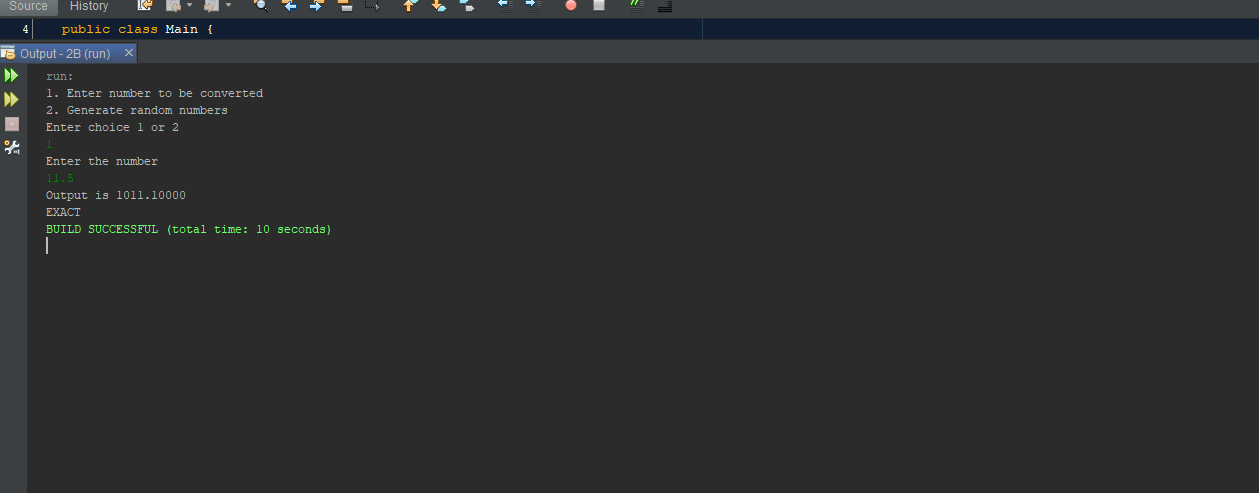 Source History
4 public class Main {
Output - 2B (run) ×
run:
1. Enter number to be converted
2. Generate random numbers
Enter choice 1 or 2
1
Enter the number
11.5
Output is 1011.10000
EXACT
BUILD SUCCESSFUL (total time: 10 seconds)